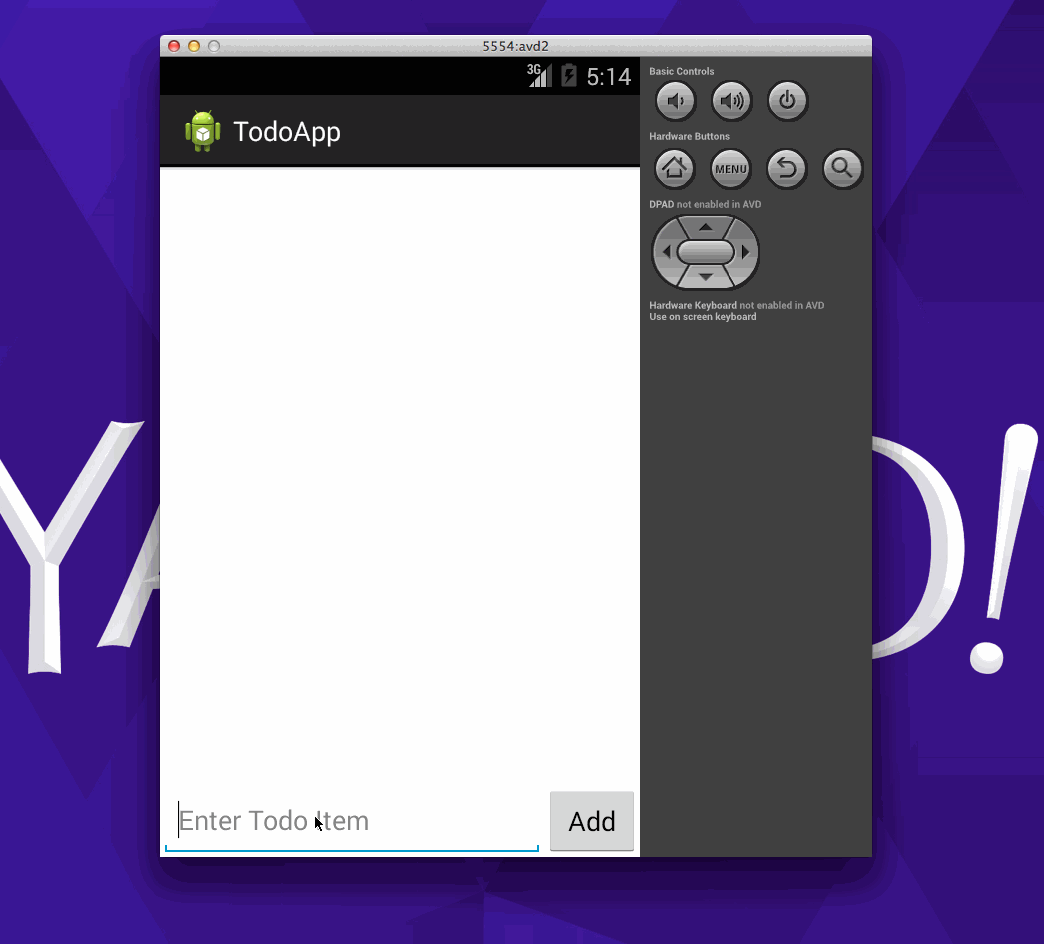 5554:avd2
3G 5:14
TodoApp
Basic Controls
Hardware Buttons
MENU
DPAD not enabled in AVD
Hardware Keyboard not enabled in AVD
Use on screen keyboard
YA O!
Enter Todo Item
Add